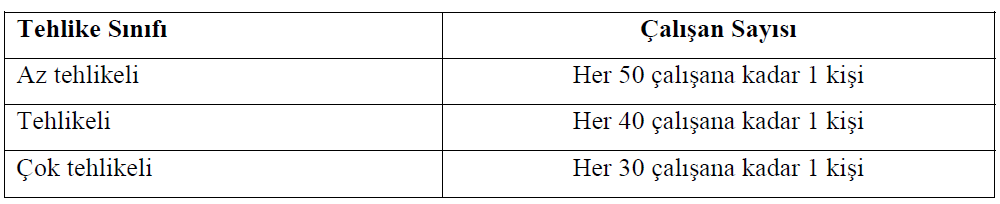 Tehlike Sınıfı Çalışan Sayısı
Az tehlikeli Her 50 çalışana kadar 1 kişi
Tehlikeli Her 40 çalışana kadar 1 kişi
Çok tehlikeli Her 30 çalışana kadar 1 kişi